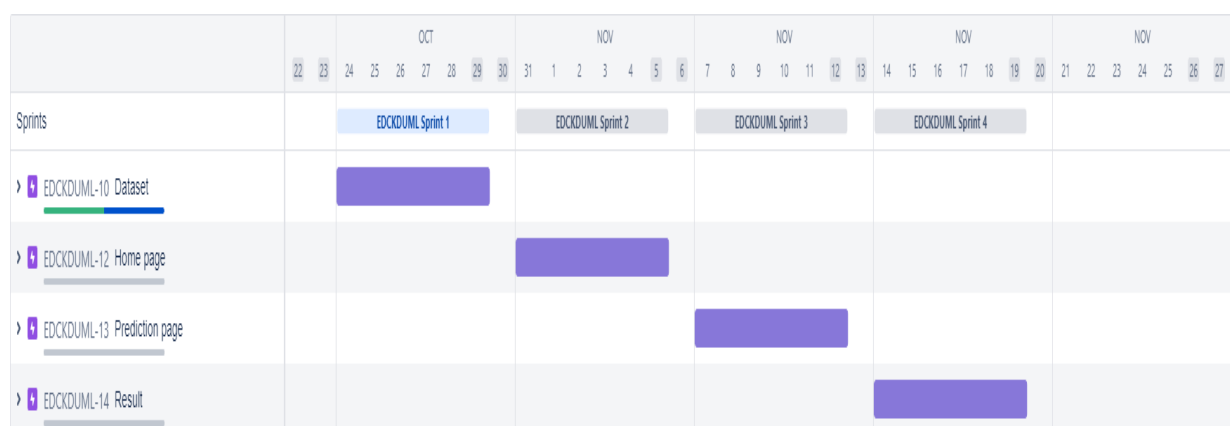 OCT NOV NOV NOV NOV
22 23 24 25 26 27 28 29 30 31 1 2 3 4 5 6 7 8 9 10 11 12 13 14 15 16 17 18 19 20 21 22 23 24 25 26 27
Sprints EDCKDUML Sprint 1 EDCKDUML Sprint 2 EDCKDUML Sprint 3 EDCKDUML Sprint 4
EDCKDUML-10 Dataset
EDCKDUML-12 Home page
EDCKDUML-13 Prediction page
EDCKDUML-14 Result